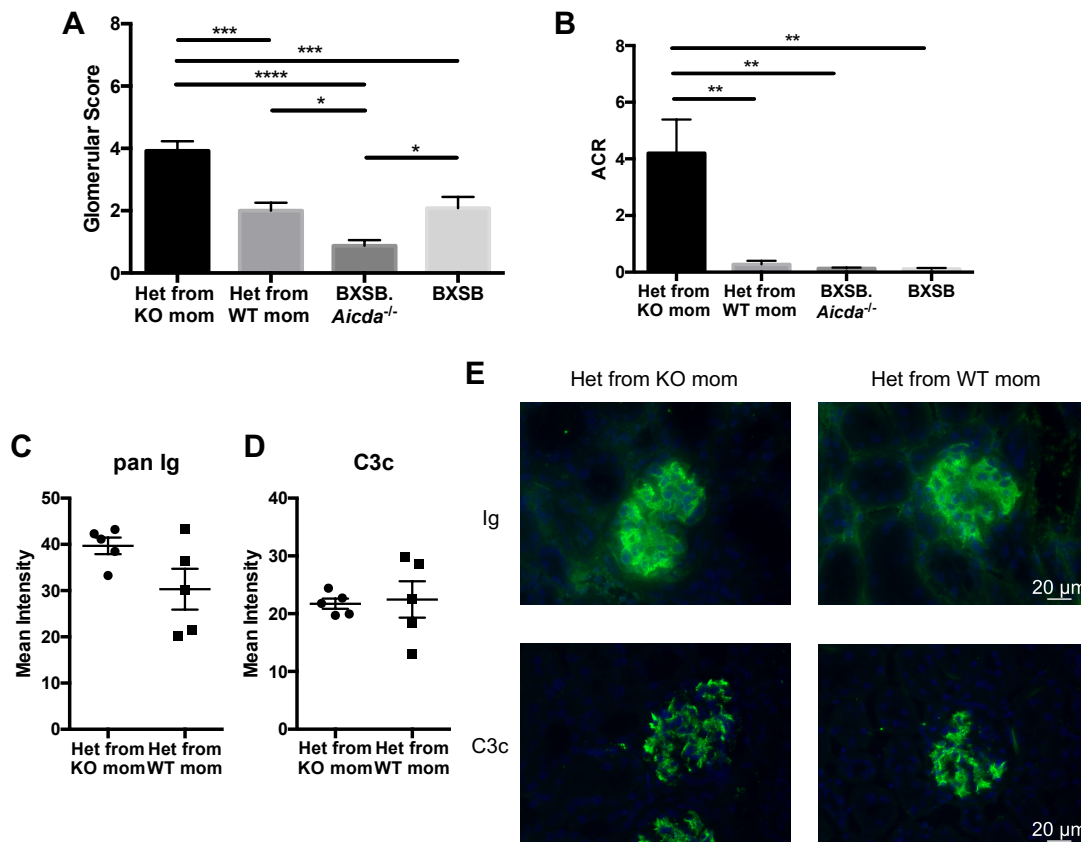 A
Glomerular Score
8
6
4
2
0
***
***
****
*
*
Het from
KO mom
Het from
WT mom
BXSB.
Aicda-/-
BXSB
B
ACR
8
6
4
2
0
**
**
**
Het from
KO mom
Het from
WT mom
BXSB.
Aicda-/-
BXSB
C
pan Ig
Mean Intensity
50
40
30
20
10
0
Het from
KO mom
Het from
WT mom
D
C3c
Mean Intensity
40
30
20
10
0
Het from
KO mom
Het from
WT mom
E
Het from KO mom
Het from WT mom
Ig
20 µm
C3c
20 µm